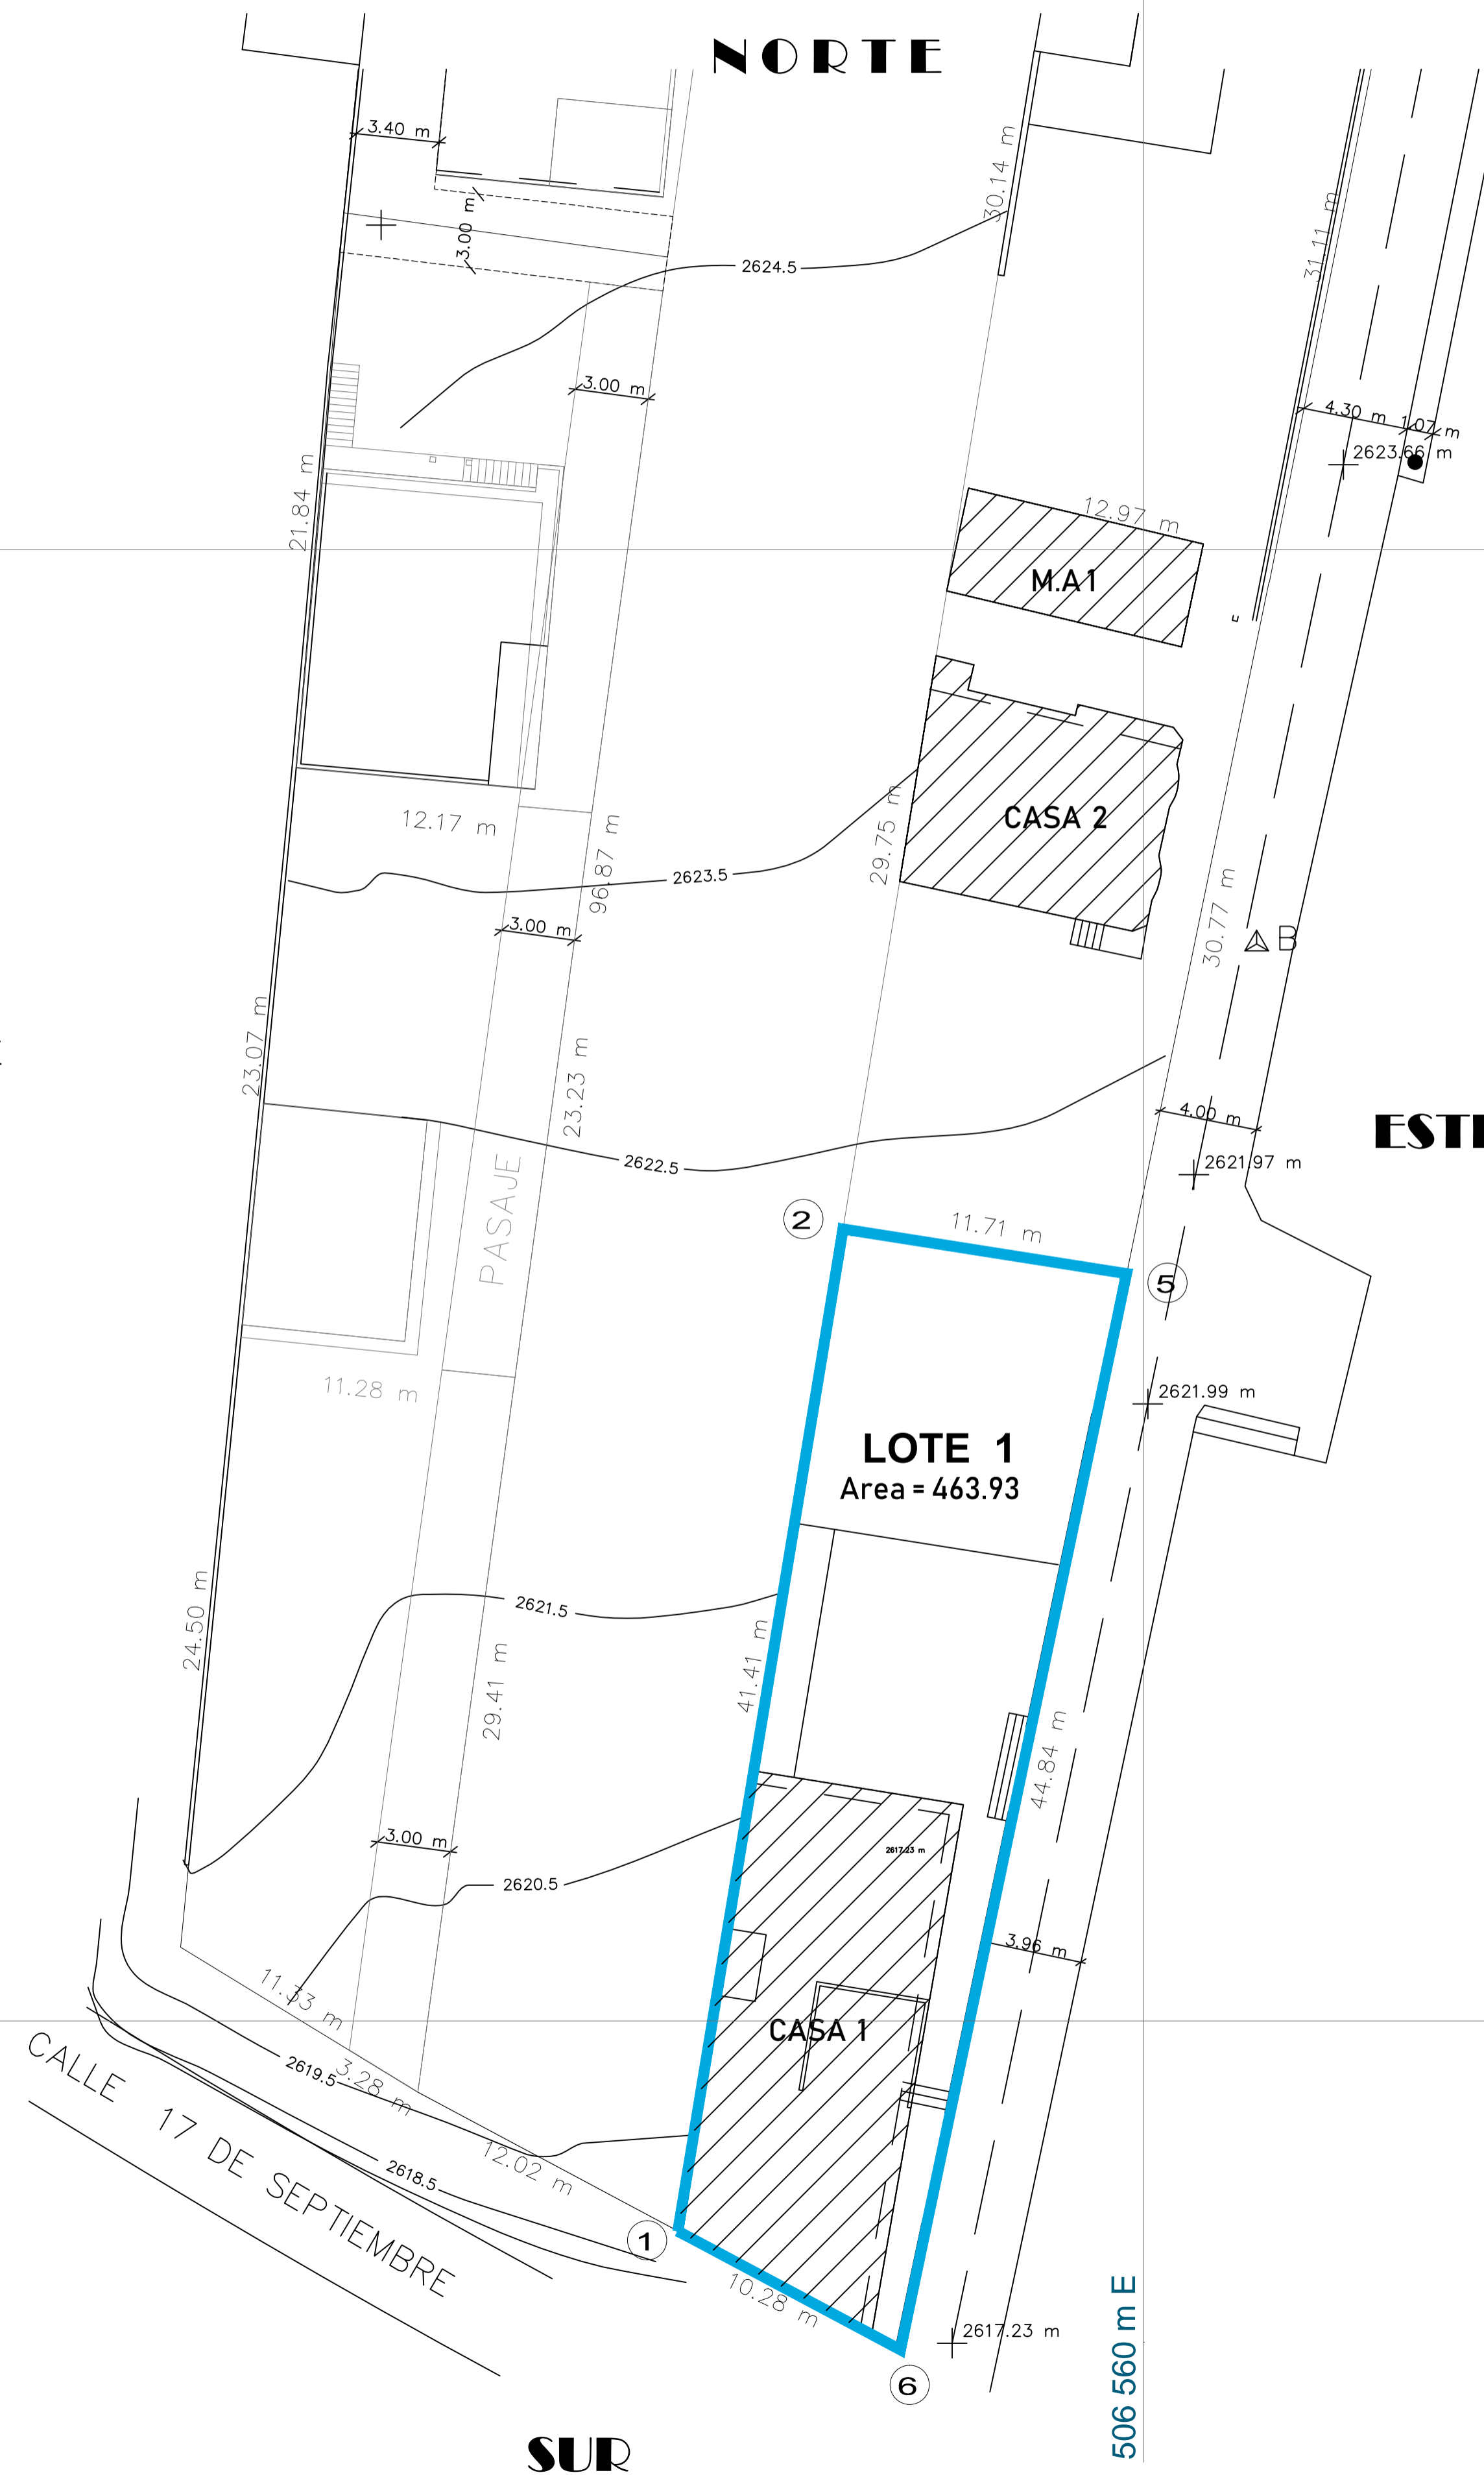 NORTE
3.40 m
3.00 m
30.14 m
31.11 m
2624.5
3.00 m
4.30 m
1.07 m
2623.66 m
21.84 m
12.97 m
M.A1
CASA 2
12.17 m
29.75 m
96.87 m
2623.5
3.00 m
30.77 m
B
23.07 m
23.23 m
4.00 m
ESTE
2622.5
2621.97 m
PASAJE
2
11.71 m
5
11.28 m
2621.99 m
LOTE 1
Area = 463.93
24.50 m
2621.5
41.41 m
29.41 m
44.84 m
3.00 m
2617.23 m
2620.5
3.96 m
11.33 m
CASA 1
2619.5
3.28 m
CALLE 17 DE SEPTIEMBRE
12.02 m
2618.5
1
10.28 m
2617.23 m
6
506 560 m E
SUR